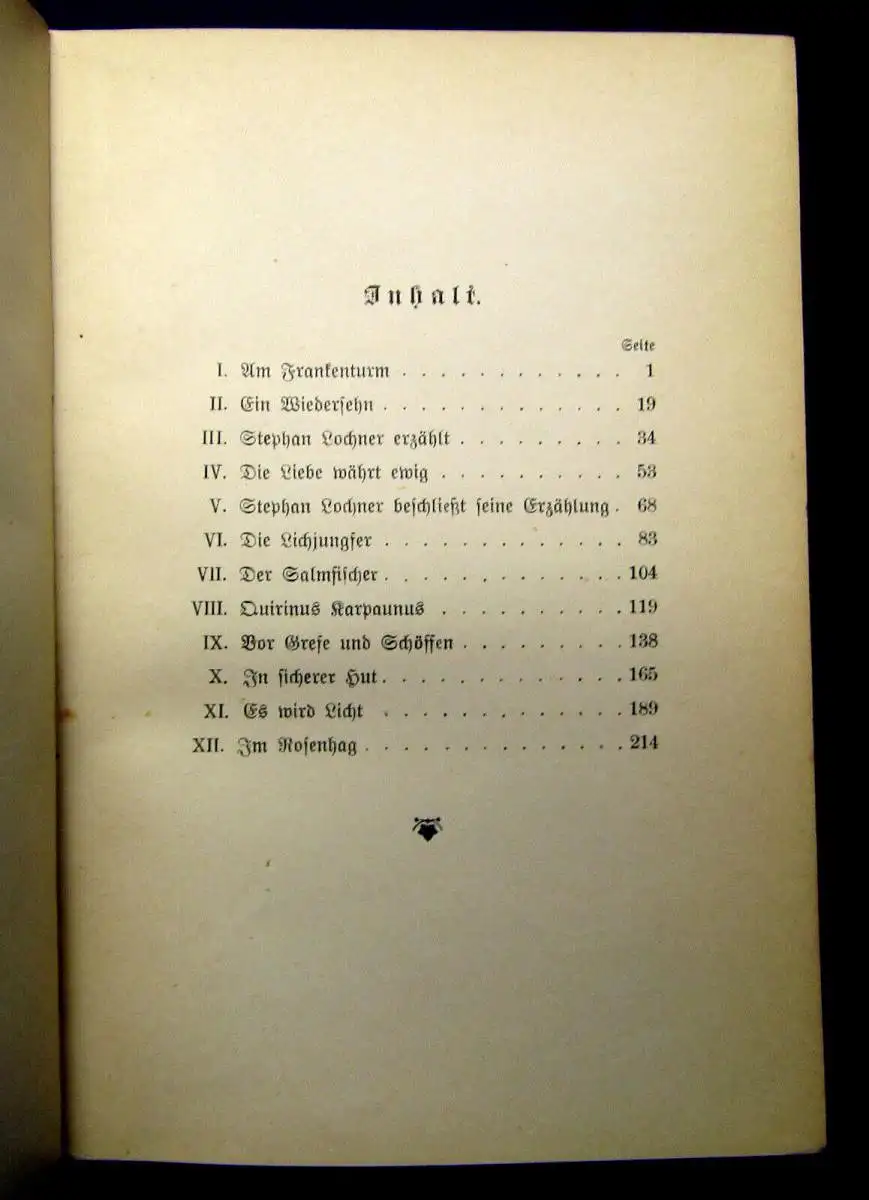 Inhalt.
Seite
I. Am Frankenturm . . . . . . . . . . . . 1
II. Ein Wiedersehn . . . . . . . . . . . . 19
III. Stephan Lochner erzählt . . . . . . . . . 34
IV. Die Liebe währt ewig . . . . . . . . . . 53
V. Stephan Lochner beschließt seine Erzählung . 68
VI. Die Lichjungfer . . . . . . . . . . . . . 83
VII. Der Salmfischer . . . . . . . . . . . . . 104
VIII. Quirinus Karpaunus . . . . . . . . . . 119
IX. Vor Grefe und Schöffen . . . . . . . . . 138
X. In sicherer Hut . . . . . . . . . . . . . 165
XI. Es wird Licht . . . . . . . . . . . . . 189
XII. Im Rosenhag . . . . . . . . . . . . . . 214